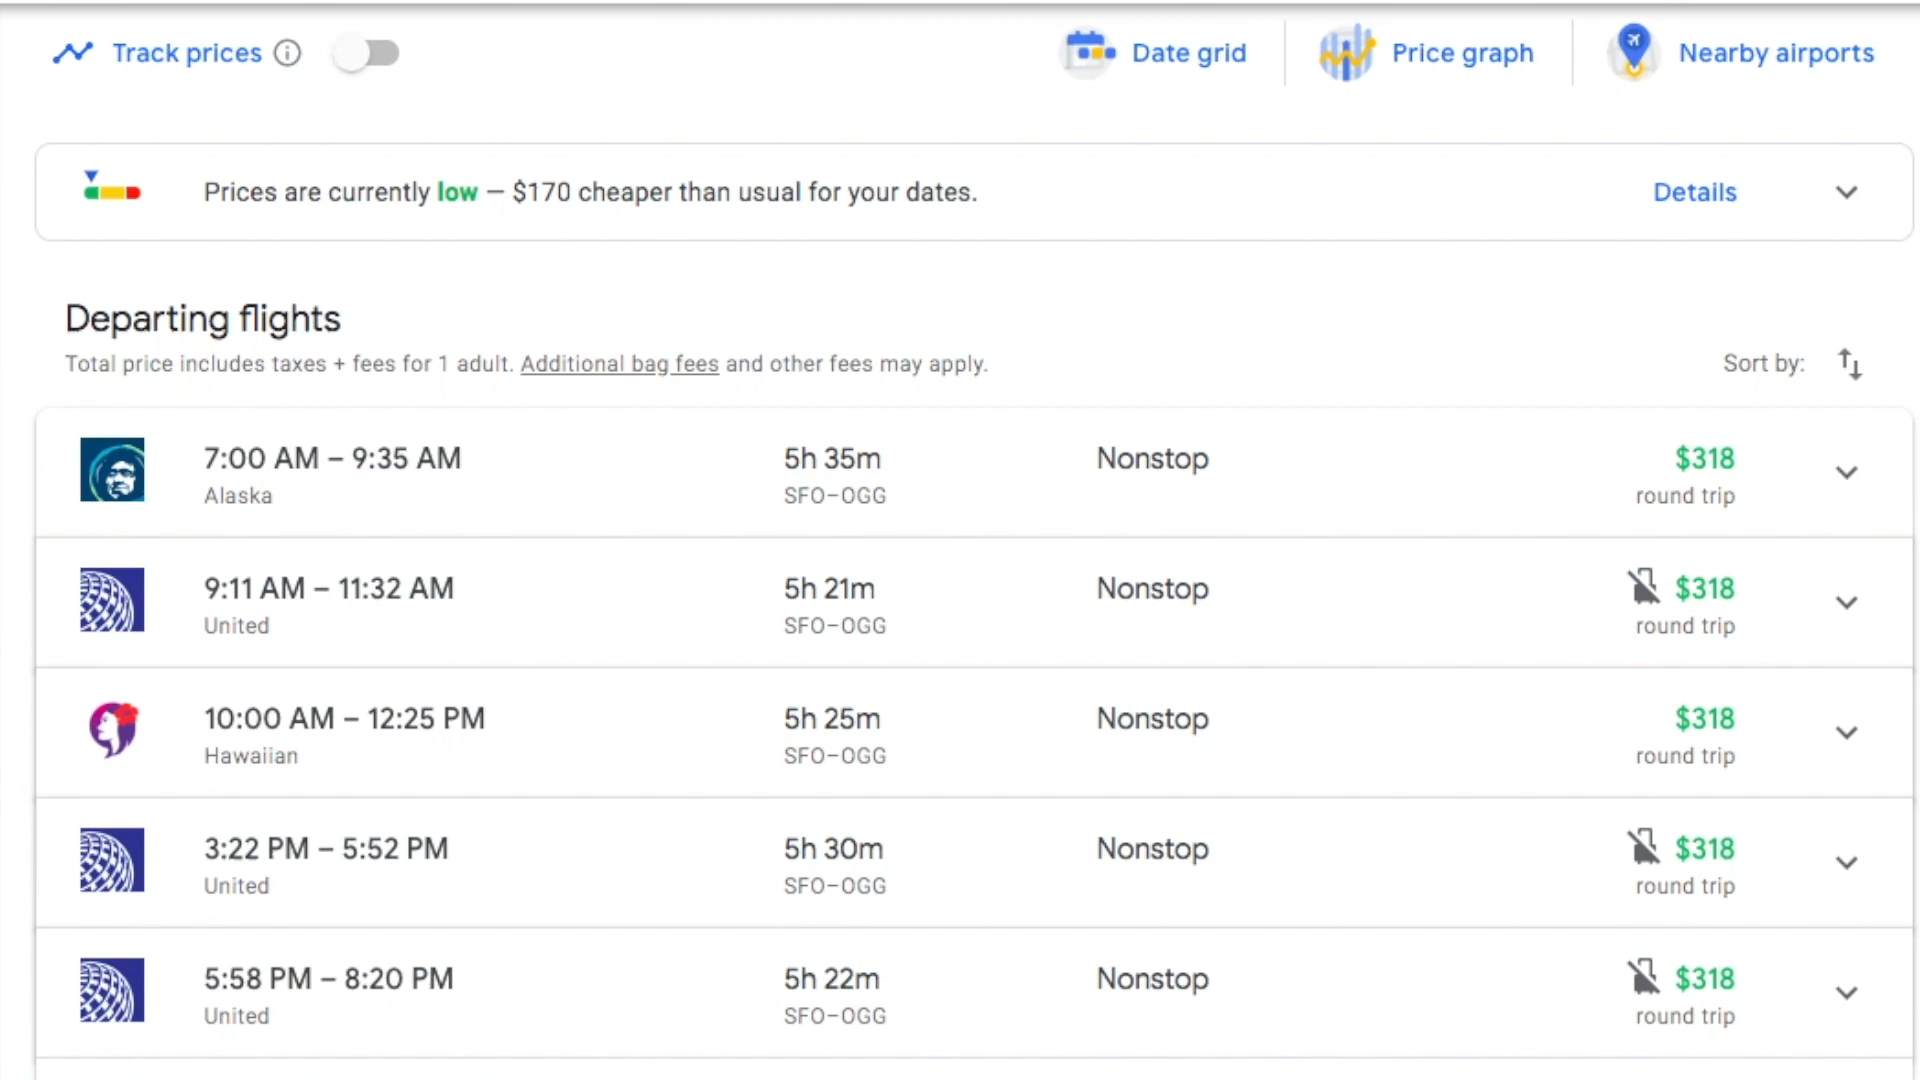 Track prices
Date grid
Price graph
Nearby airports
Prices are currently low – $170 cheaper than usual for your dates.
Details
Departing flights
Total price includes taxes + fees for 1 adult. Additional bag fees and other fees may apply.
Sort by:
7:00 AM – 9:35 AM
5h 35m
Nonstop
$318
Alaska
SFO–OGG
round trip
9:11 AM – 11:32 AM
5h 21m
Nonstop
$318
United
SFO–OGG
round trip
10:00 AM – 12:25 PM
5h 25m
Nonstop
$318
Hawaiian
SFO–OGG
round trip
3:22 PM – 5:52 PM
5h 30m
Nonstop
$318
United
SFO–OGG
round trip
5:58 PM – 8:20 PM
5h 22m
Nonstop
$318
United
SFO–OGG
round trip